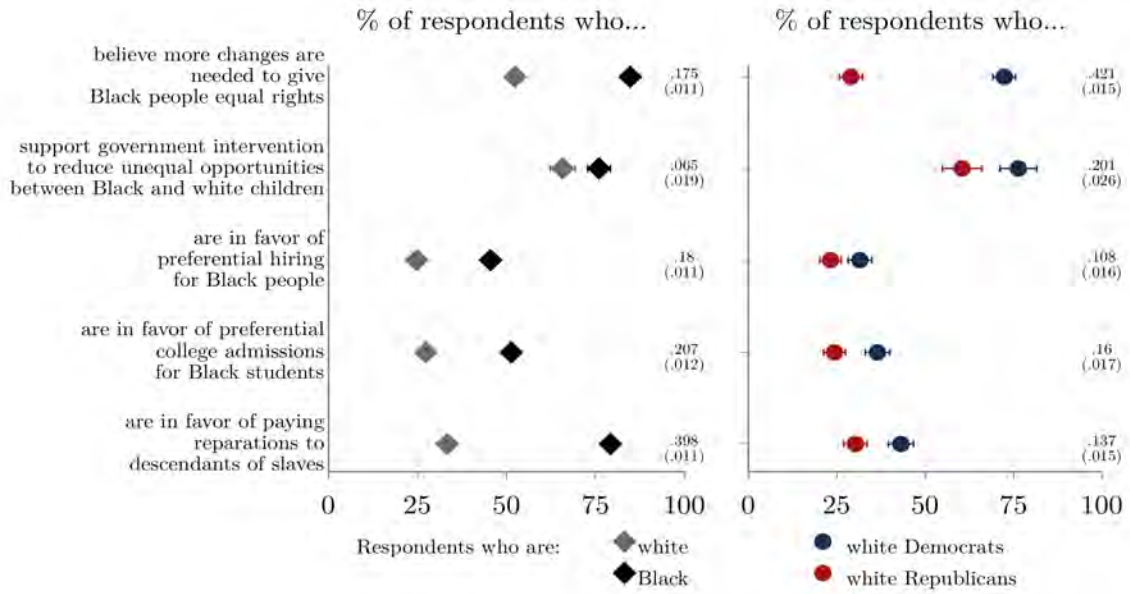 % of respondents who...
% of respondents who...
believe more changes are
needed to give
Black people equal rights
.175
(.011)
.421
(.015)
support government intervention
to reduce unequal opportunities
between Black and white children
.065
(.019)
.201
(.026)
are in favor of
preferential hiring
for Black people
.18
(.011)
.108
(.016)
are in favor of preferential
college admissions
for Black students
.207
(.012)
.16
(.017)
are in favor of paying
reparations to
descendants of slaves
.398
(.011)
.137
(.015)
0 25 50 75 100
0 25 50 75 100
Respondents who are:
white
Black
white Democrats
white Republicans